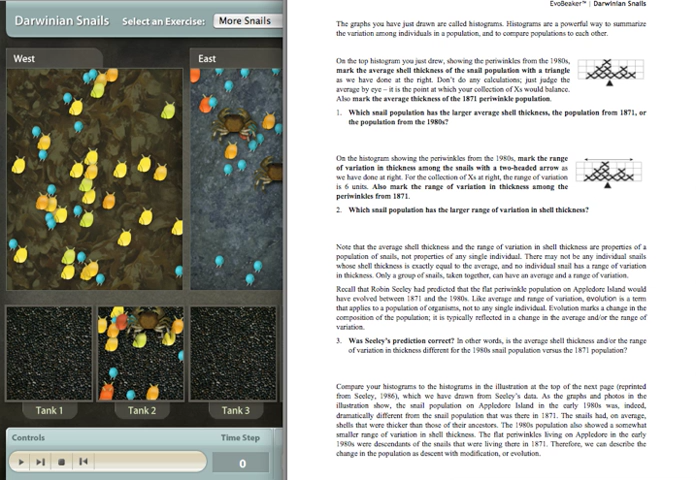 Darwinian Snails
Select an Exercise:
More Snails
West
East
Tank 1
Tank 2
Tank 3
Controls
Time Step
0
EvoBeaker™ | Darwinian Snails
The graphs you have just drawn are called histograms. Histograms are a powerful way to summarize
the variation among individuals in a population, and to compare populations to each other.
On the top histogram you just drew, showing the periwinkles from the 1980s,
mark the average shell thickness of the snail population with a triangle
as we have done at the right. Don't do any calculations; just judge the
average by eye – it is the point at which your collection of Xs would balance.
Also mark the average thickness of the 1871 periwinkle population.
1. Which snail population has the larger average shell thickness, the population from 1871, or
the population from the 1980s?
On the histogram showing the periwinkles from the 1980s, mark the range
of variation in thickness among the snails with a two-headed arrow as
we have done at right. For the collection of Xs at right, the range of variation
is 6 units. Also mark the range of variation in thickness among the
periwinkles from 1871.
2. Which snail population has the larger range of variation in shell thickness?
Note that the average shell thickness and the range of variation in shell thickness are properties of a
population of snails, not properties of any single individual. There may not be any individual snails
whose shell thickness is exactly equal to the average, and no individual snail has a range of variation
in thickness. Only a group of snails, taken together, can have an average and a range of variation.
Recall that Robin Seeley had predicted that the flat periwinkle population on Appledore Island would
have evolved between 1871 and the 1980s. Like average and range of variation, evolution is a term
that applies to a population of organisms, not to any single individual. Evolution marks a change in the
composition of the population; it is typically reflected in a change in the average and/or the range of
variation.
3. Was Seeley's prediction correct? In other words, is the average shell thickness and/or the range
of variation in thickness different for the 1980s snail population versus the 1871 population?
Compare your histograms to the histograms in the illustration at the top of the next page (reprinted
from Seeley, 1986), which we have drawn from Seeley's data. As the graphs and photos in the
illustration show, the snail population on Appledore Island in the early 1980s was, indeed,
dramatically different from the snail population that was there in 1871. The snails had, on average,
shells that were thicker than those of their ancestors. The 1980s population also showed a somewhat
smaller range of variation in shell thickness. The flat periwinkles living on Appledore in the early
1980s were descendants of the snails that were living there in 1871. Therefore, we can describe the
change in the population as descent with modification, or evolution.